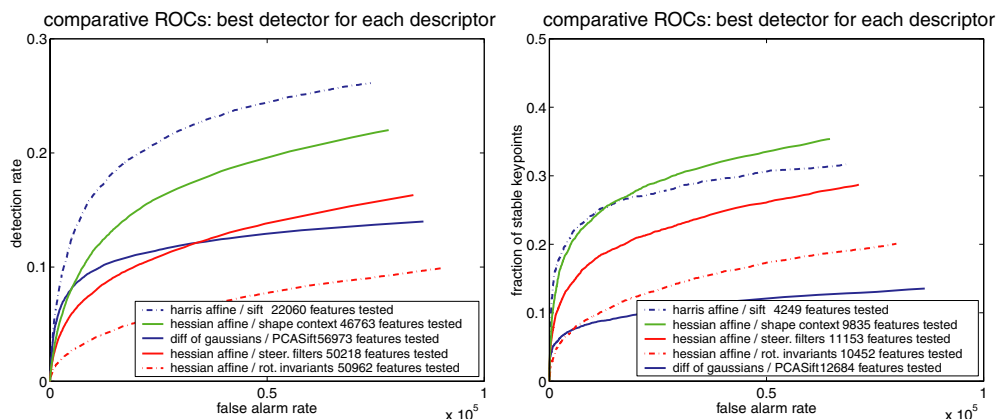 comparative ROCs: best detector for each descriptor
0.3
0.2
0.1
0
detection rate
harris affine / sift 22060 features tested
hessian affine / shape context 46763 features tested
diff of gaussians / PCASift56973 features tested
hessian affine / steer. filters 50218 features tested
hessian affine / rot. invariants 50962 features tested
0 0.5 1
false alarm rate
x 10^5
comparative ROCs: best detector for each descriptor
0.5
0.4
0.3
0.2
0.1
0
fraction of stable keypoints
harris affine / sift 4249 features tested
hessian affine / shape context 9835 features tested
hessian affine / steer. filters 11153 features tested
hessian affine / rot. invariants 10452 features tested
diff of gaussians / PCASift12684 features tested
0 0.5 1
false alarm rate
x 10^5